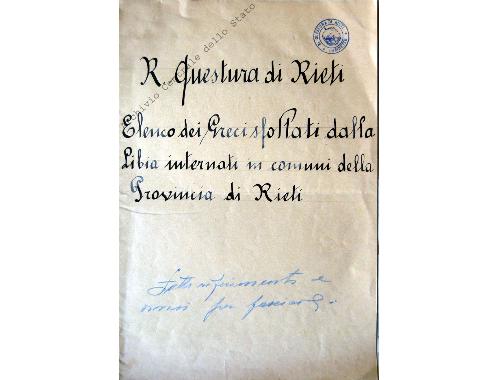 Archivio Centrale dello Stato
R. Questura di Rieti
Elenco dei Greci sfollati dalla
Libia internati in comuni della
Provincia di Rieti